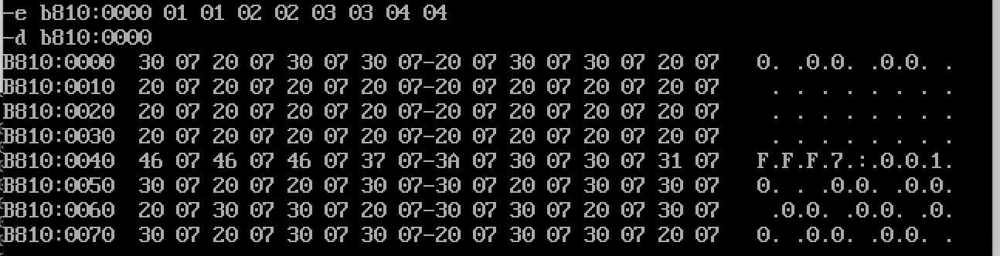 -e b810:0000 01 01 02 02 03 03 04 04
-d b810:0000
B810:0000  30 07 20 07 30 07 30 07-20 07 30 07 30 07 20 07   0. .0.0. .0.0. .
B810:0010  20 07 20 07 20 07 20 07-20 07 20 07 20 07 20 07    . . . . . . . .
B810:0020  20 07 20 07 20 07 20 07-20 07 20 07 20 07 20 07    . . . . . . . .
B810:0030  20 07 20 07 20 07 20 07-20 07 20 07 20 07 20 07    . . . . . . . .
B810:0040  46 07 46 07 46 07 37 07-3A 07 30 07 30 07 31 07   F.F.F.7.:.0.0.1.
B810:0050  30 07 20 07 20 07 30 07-30 07 20 07 30 07 30 07   0. . .0.0. .0.0.
B810:0060  20 07 30 07 30 07 20 07-30 07 30 07 20 07 30 07    .0.0. .0.0. .0.
B810:0070  30 07 20 07 30 07 30 07-20 07 30 07 30 07 20 07   0. .0.0. .0.0. .